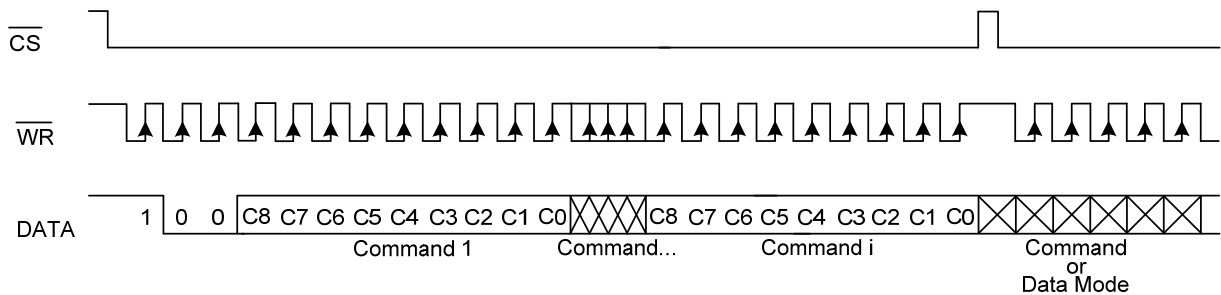 CS
WR
DATA
1 0 0 C8 C7 C6 C5 C4 C3 C2 C1 C0 C8 C7 C6 C5 C4 C3 C2 C1 C0
Command 1 Command... Command i Command
or
Data Mode